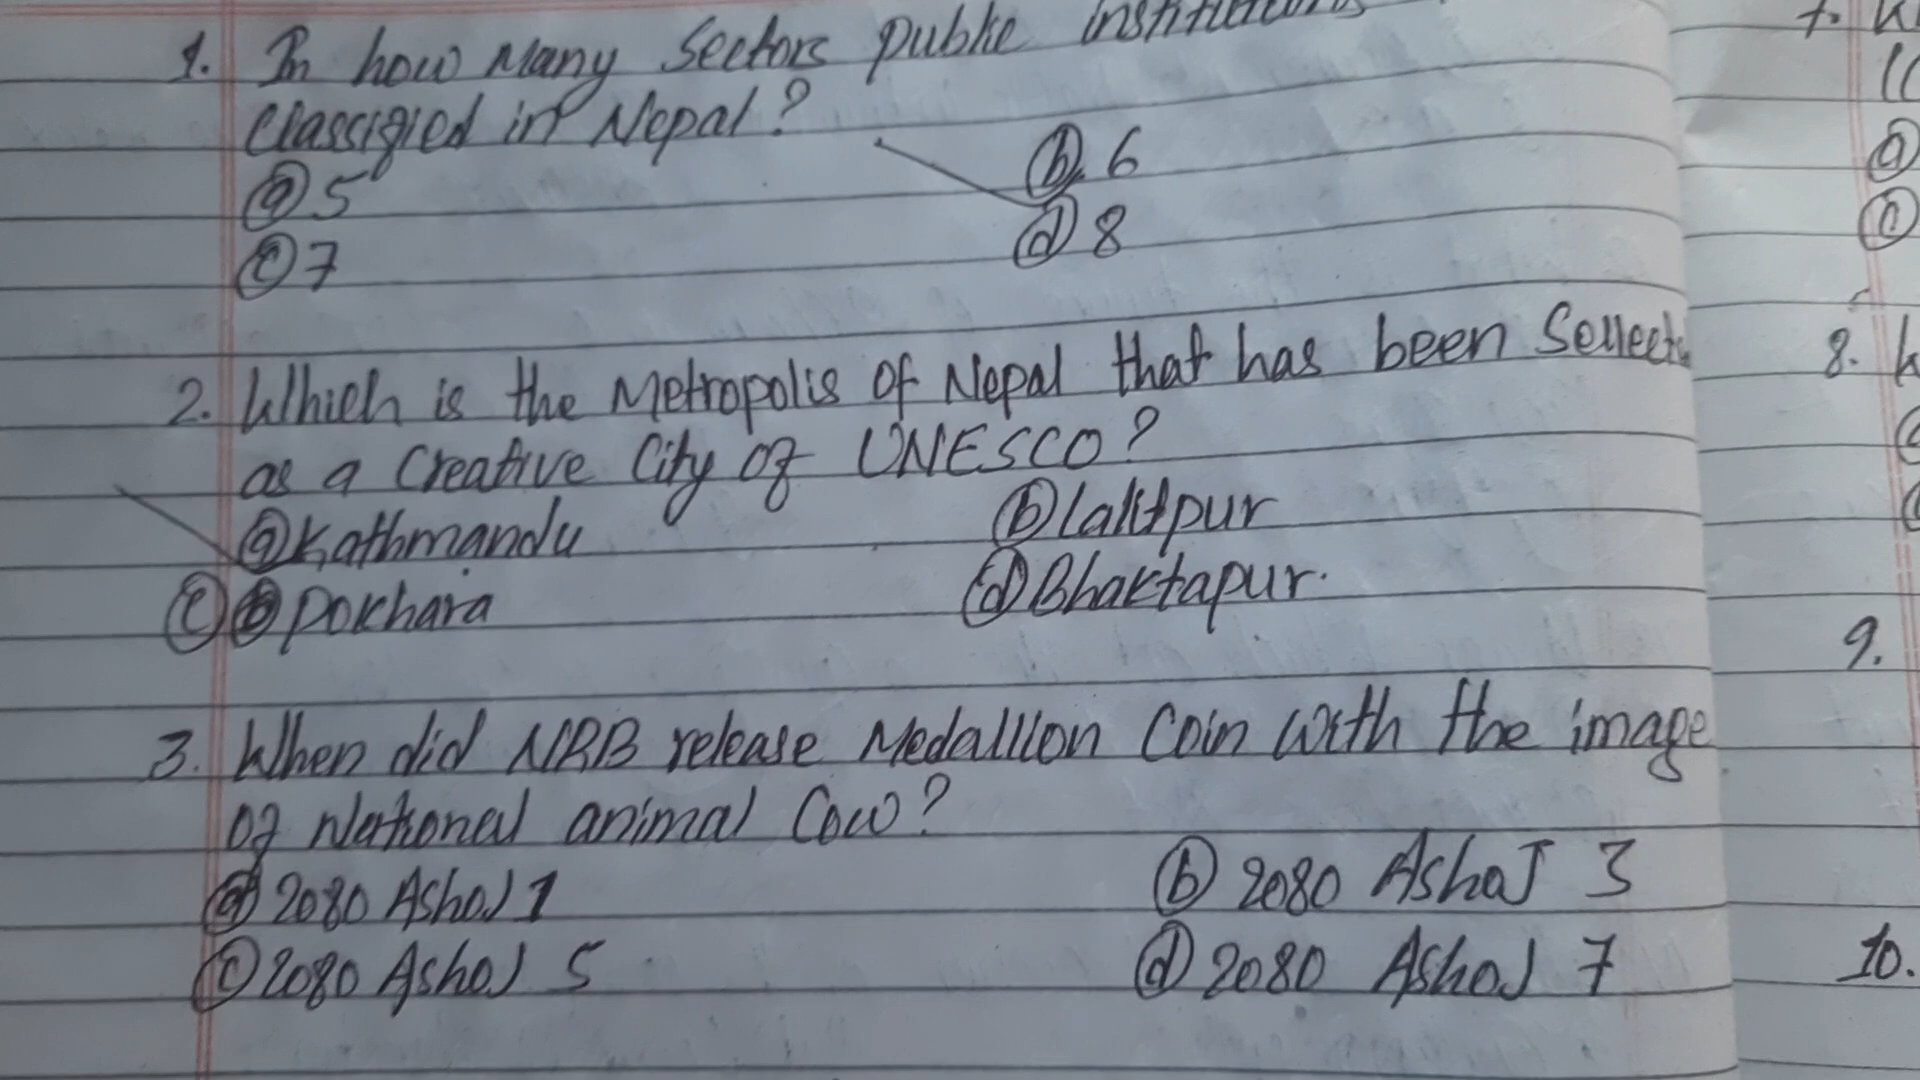 1. In how Many Sectors public institutions
Classified in Nepal?
(a) 5
(b) 6
(c) 7
(d) 8
2. Which is the Metropolis of Nepal that has been Sellect
as a Creative City of UNESCO?
(a) Kathmandu
(b) Lalitpur
(c) Pokhara
(d) Bhaktapur.
3. When did NRB release Medallion Coin with the image
of National animal Cow?
(a) 2080 Ashoj 1
(b) 2080 Ashoj 3
(c) 2080 Ashoj 5
(d) 2080 Ashoj 7
7.
(a)
(c)
8.
9.
10.